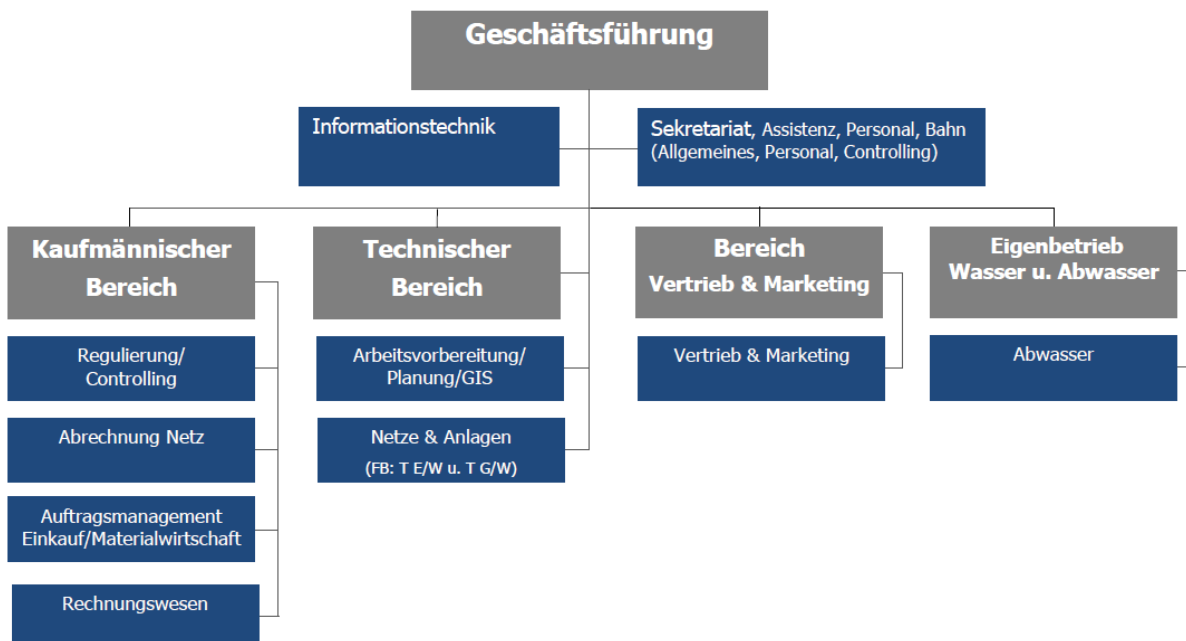 Geschäftsführung
Informationstechnik
Sekretariat, Assistenz, Personal, Bahn
(Allgemeines, Personal, Controlling)
Kaufmännischer
Bereich
Technischer
Bereich
Bereich
Vertrieb & Marketing
Eigenbetrieb
Wasser u. Abwasser
Regulierung/
Controlling
Arbeitsvorbereitung/
Planung/GIS
Vertrieb & Marketing
Abwasser
Abrechnung Netz
Netze & Anlagen
(FB: T E/W u. T G/W)
Auftragsmanagement
Einkauf/Materialwirtschaft
Rechnungswesen